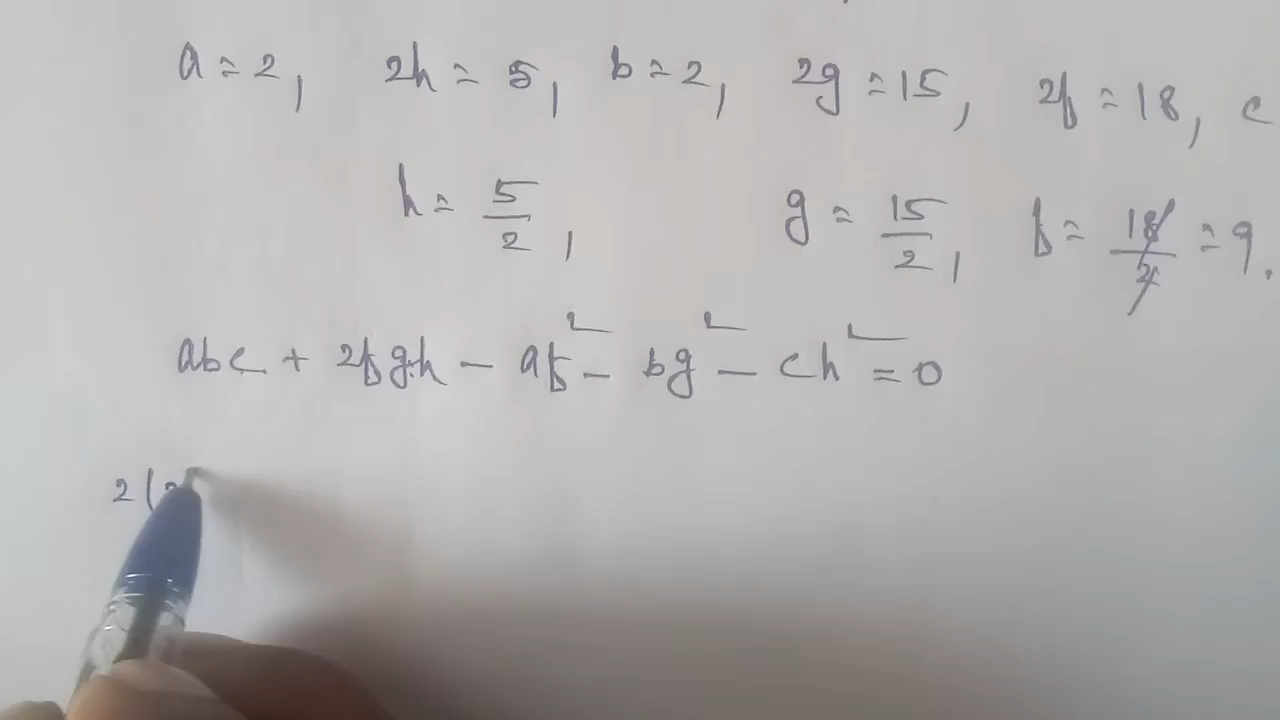 a = 2, 2h = 5, b = 2, 2g = 15, 2f = 18, c
h = 5/2, g = 15/2, f = 18/2 = 9.
abc + 2fgh - af² - bg² - ch² = 0
2(2